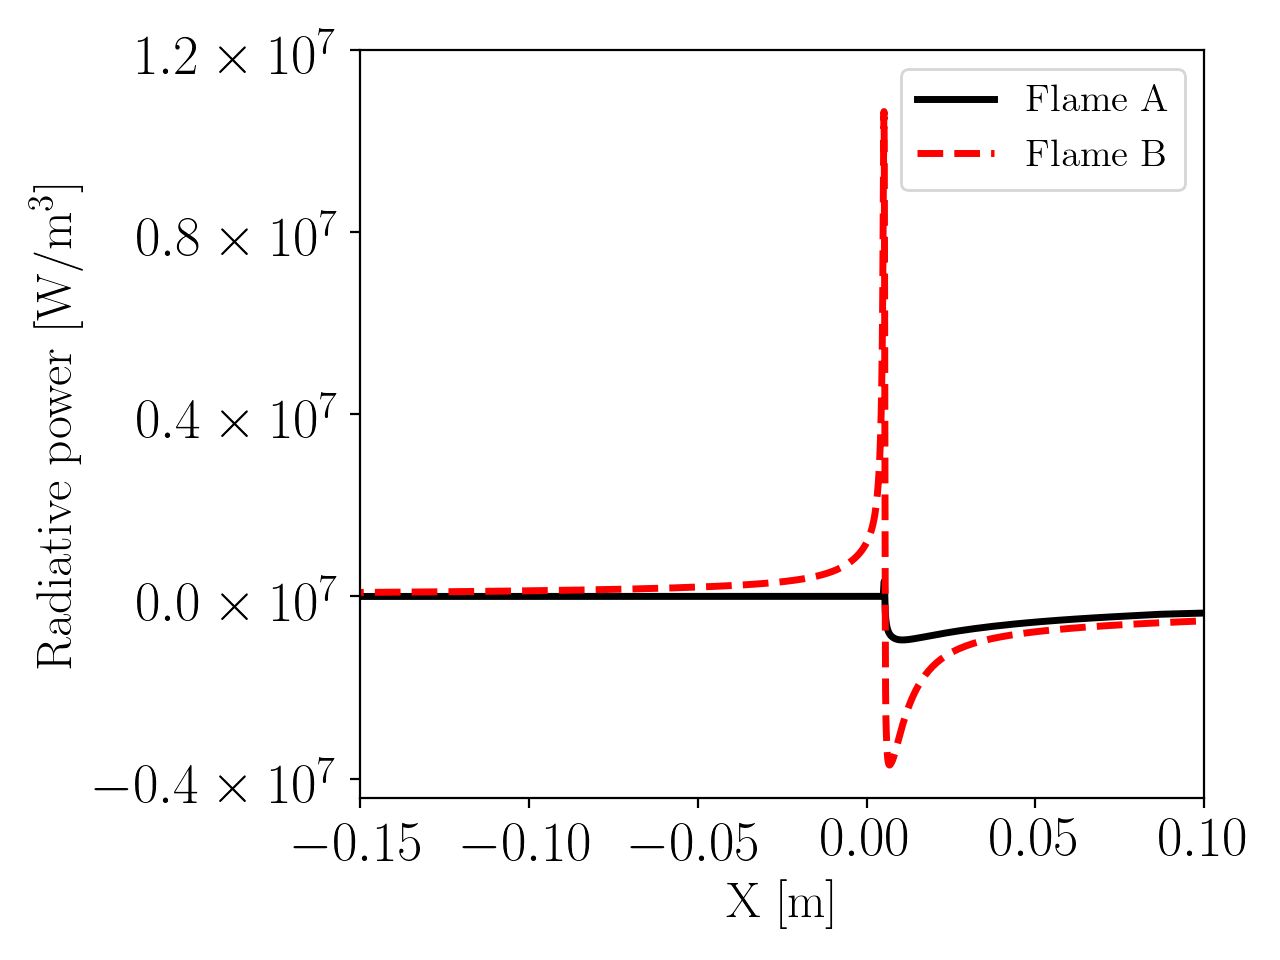 1.2 × 10⁷
0.8 × 10⁷
0.4 × 10⁷
0.0 × 10⁷
−0.4 × 10⁷
Radiative power [W/m³]
Flame A
Flame B
−0.15 −0.10 −0.05 0.00 0.05 0.10
X [m]